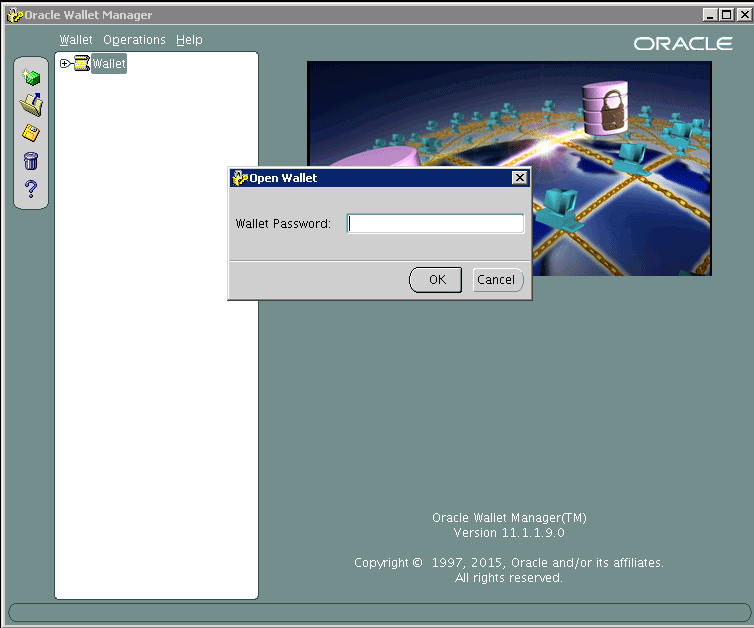 Oracle Wallet Manager
Wallet Operations Help
ORACLE
Wallet
Open Wallet
Wallet Password:
OK Cancel
Oracle Wallet Manager(TM)
Version 11.1.1.9.0
Copyright © 1997, 2015, Oracle and/or its affiliates.
All rights reserved.